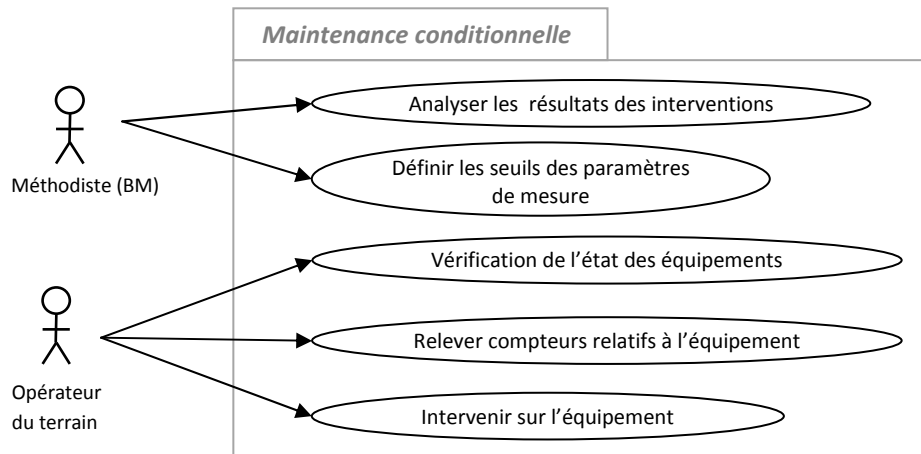 Maintenance conditionnelle
Analyser les résultats des interventions
Méthodiste (BM)
Définir les seuils des paramètres
de mesure
Vérification de l’état des équipements
Relever compteurs relatifs à l’équipement
Opérateur
du terrain
Intervenir sur l’équipement